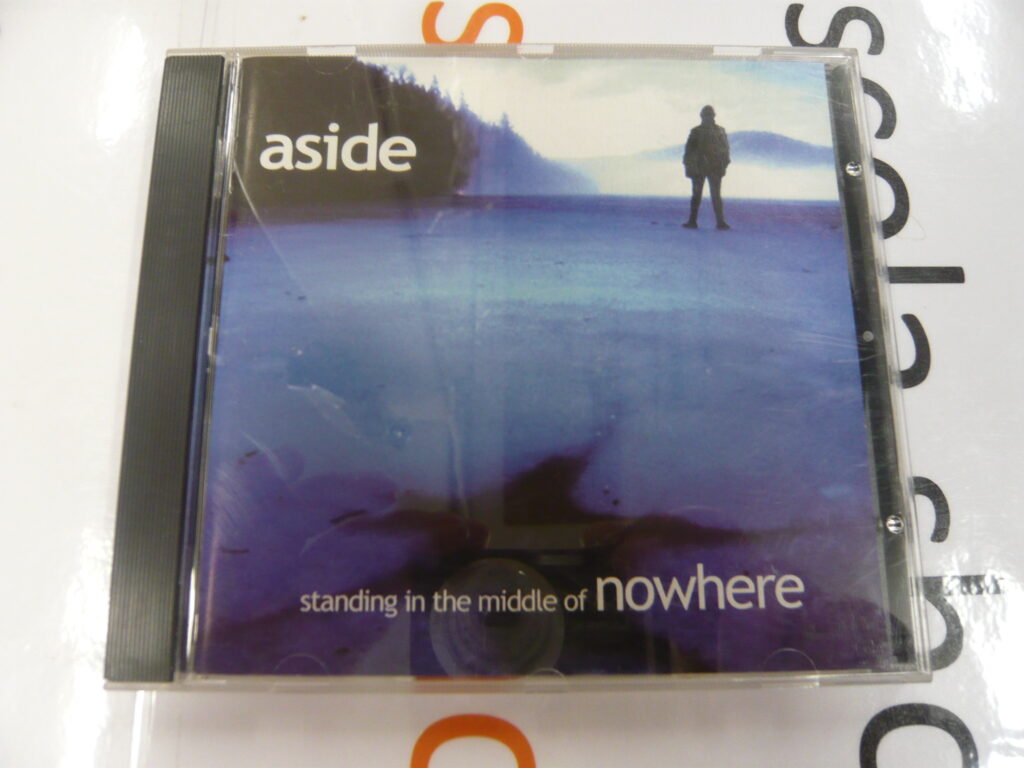 aside
standing in the middle of nowhere